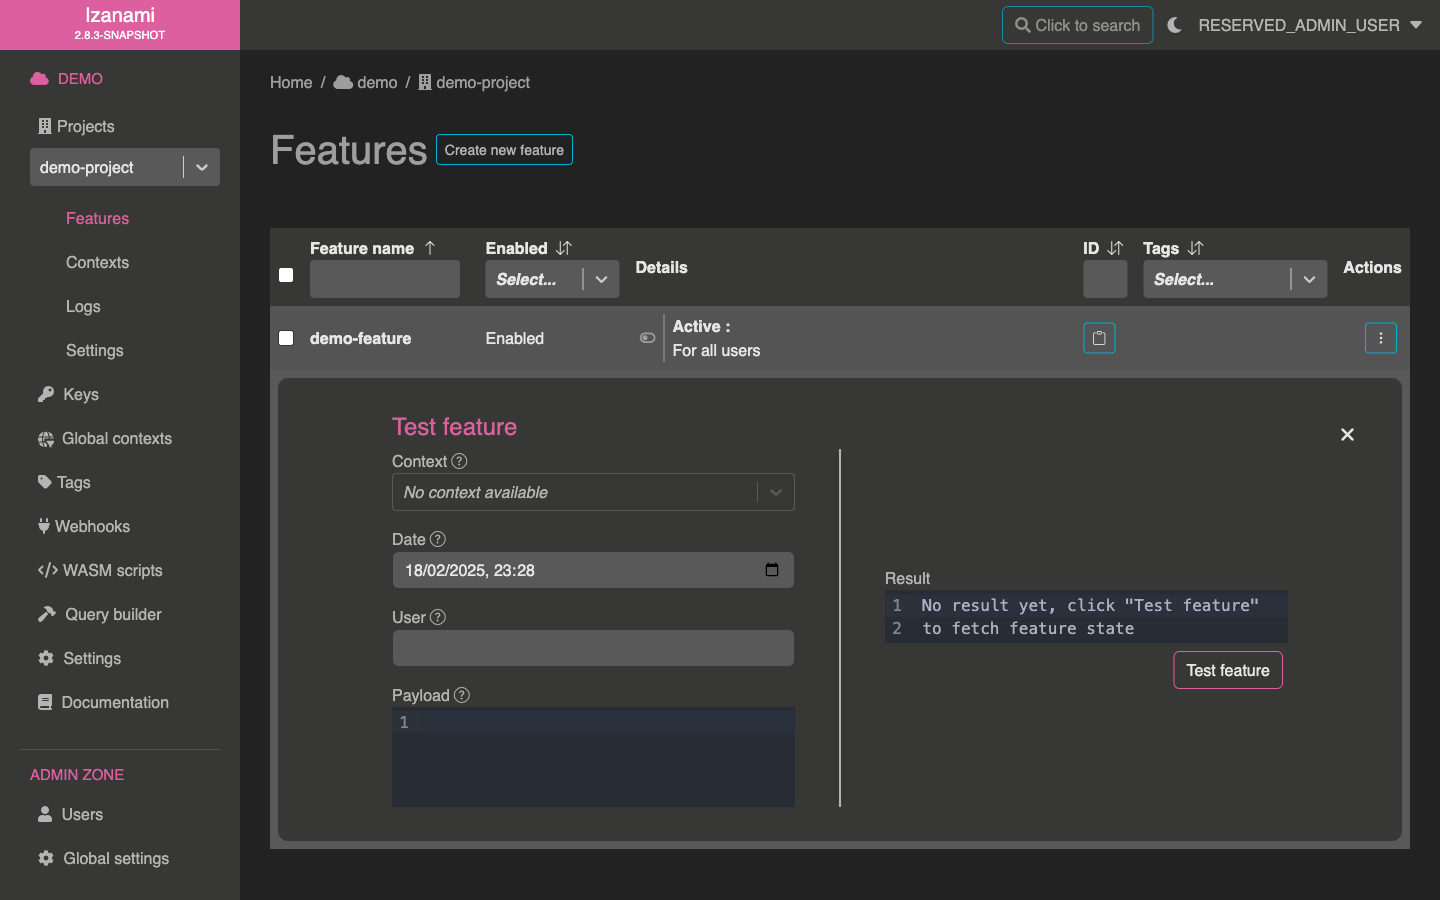 Izanami
2.8.3-SNAPSHOT
Click to search
RESERVED_ADMIN_USER
DEMO
Projects
demo-project
Features
Contexts
Logs
Settings
Keys
Global contexts
Tags
Webhooks
WASM scripts
Query builder
Settings
Documentation
ADMIN ZONE
Users
Global settings
Home / demo / demo-project
Features
Create new feature
Feature name
Enabled
Select...
Details
ID
Tags
Select...
Actions
demo-feature
Enabled
Active :
For all users
Test feature
Context
No context available
Date
18/02/2025, 23:28
User
Payload
1
Result
1 No result yet, click "Test feature"
2 to fetch feature state
Test feature